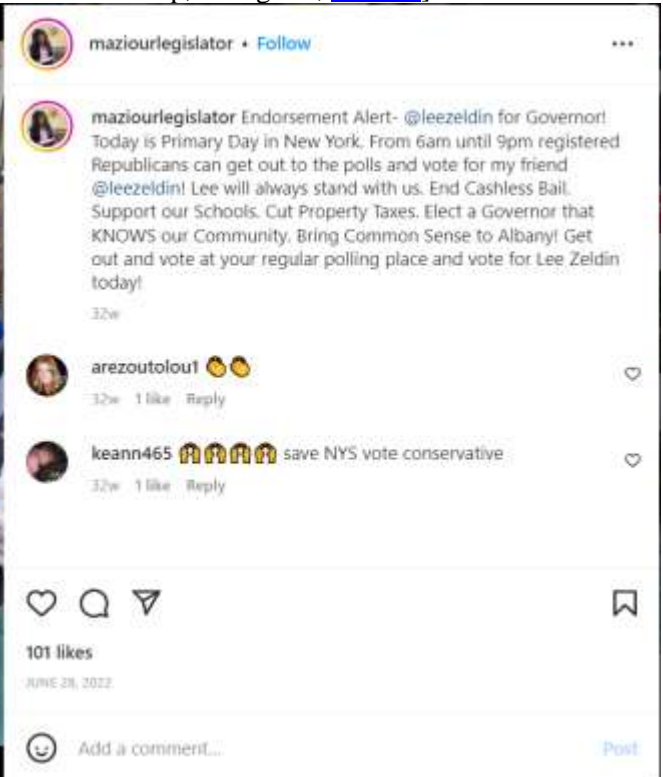 maziourlegislator • Follow
maziourlegislator Endorsement Alert- @leezeldin for Governor!
Today is Primary Day in New York. From 6am until 9pm registered
Republicans can get out to the polls and vote for my friend
@leezeldin! Lee will always stand with us. End Cashless Bail.
Support our Schools. Cut Property Taxes. Elect a Governor that
KNOWS our Community. Bring Common Sense to Albany! Get
out and vote at your regular polling place and vote for Lee Zeldin
today!
32w
arezoutolou1 👏👏
32w 1 like Reply
keann465 🙌🙌🙌🙌 save NYS vote conservative
32w 1 like Reply
101 likes
JUNE 28, 2022
Add a comment...
Post